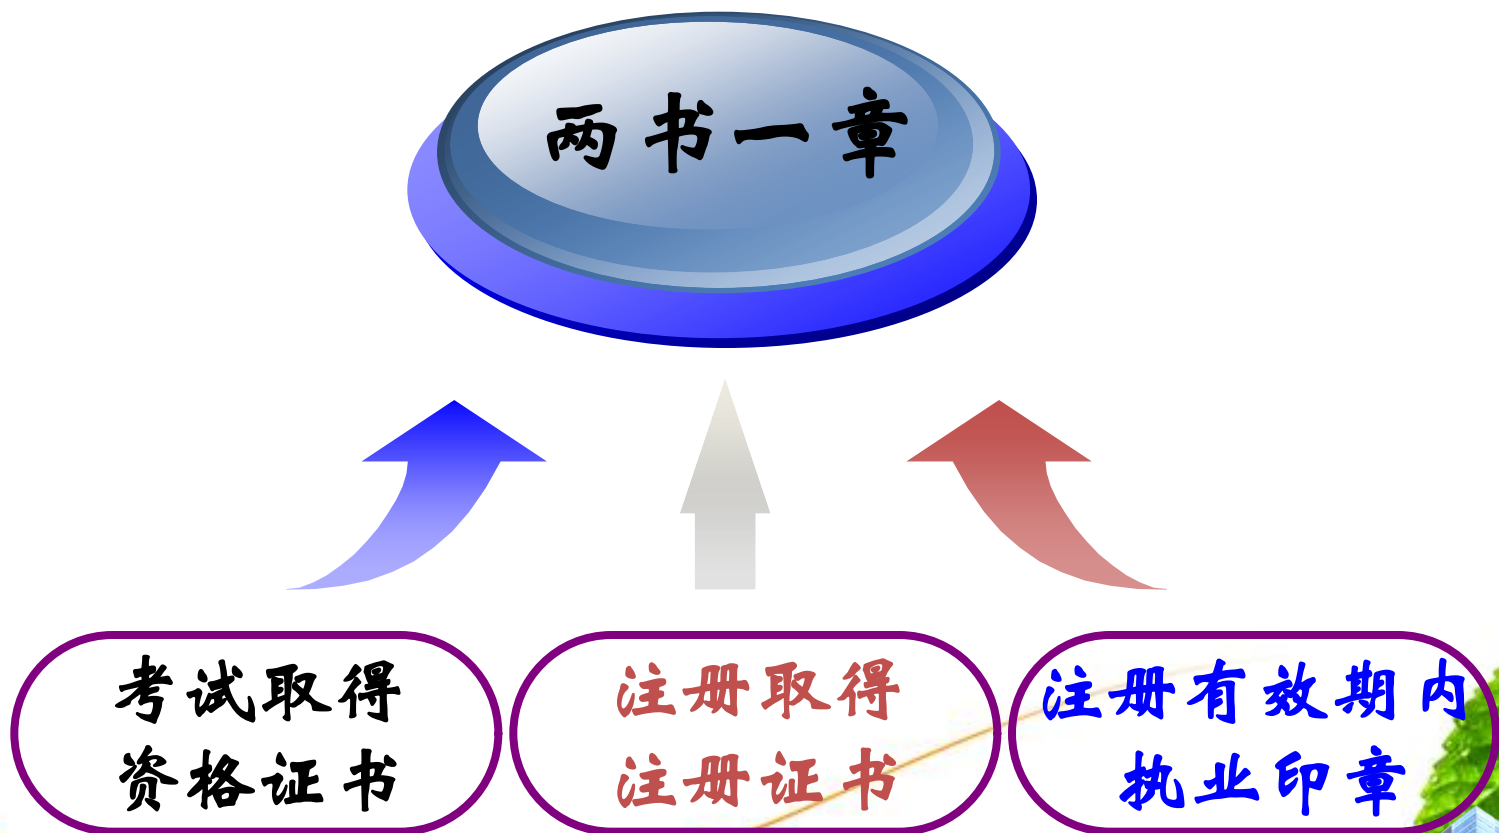 两书一章
考试取得
资格证书
注册取得
注册证书
注册有效期内
执业印章